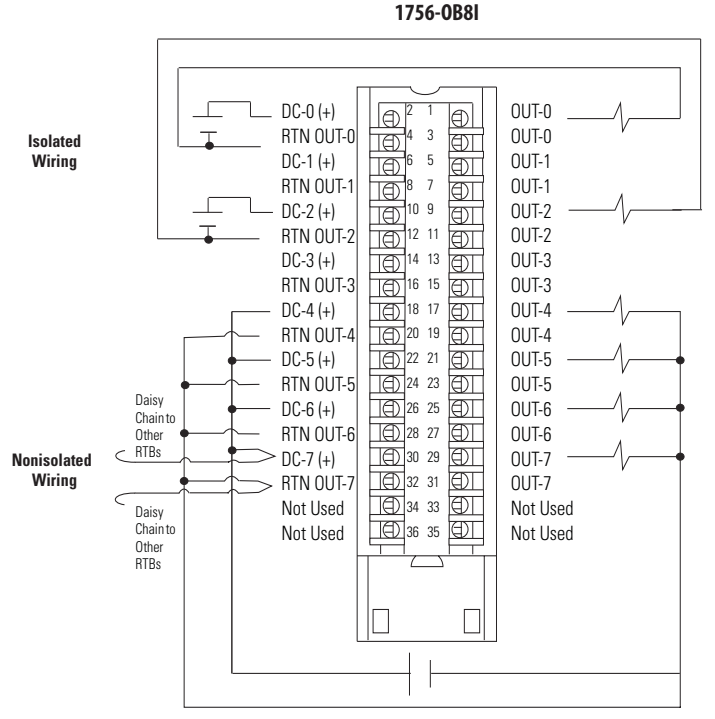 1756-OB8I
Isolated
Wiring
DC-0 (+) 2 1 OUT-0
RTN OUT-0 4 3 OUT-0
DC-1 (+) 6 5 OUT-1
RTN OUT-1 8 7 OUT-1
DC-2 (+) 10 9 OUT-2
RTN OUT-2 12 11 OUT-2
DC-3 (+) 14 13 OUT-3
RTN OUT-3 16 15 OUT-3
DC-4 (+) 18 17 OUT-4
RTN OUT-4 20 19 OUT-4
DC-5 (+) 22 21 OUT-5
RTN OUT-5 24 23 OUT-5
DC-6 (+) 26 25 OUT-6
RTN OUT-6 28 27 OUT-6
DC-7 (+) 30 29 OUT-7
RTN OUT-7 32 31 OUT-7
Not Used 34 33 Not Used
Not Used 36 35 Not Used
Daisy
Chain to
Other
RTBs
Nonisolated
Wiring
Daisy
Chain to
Other
RTBs